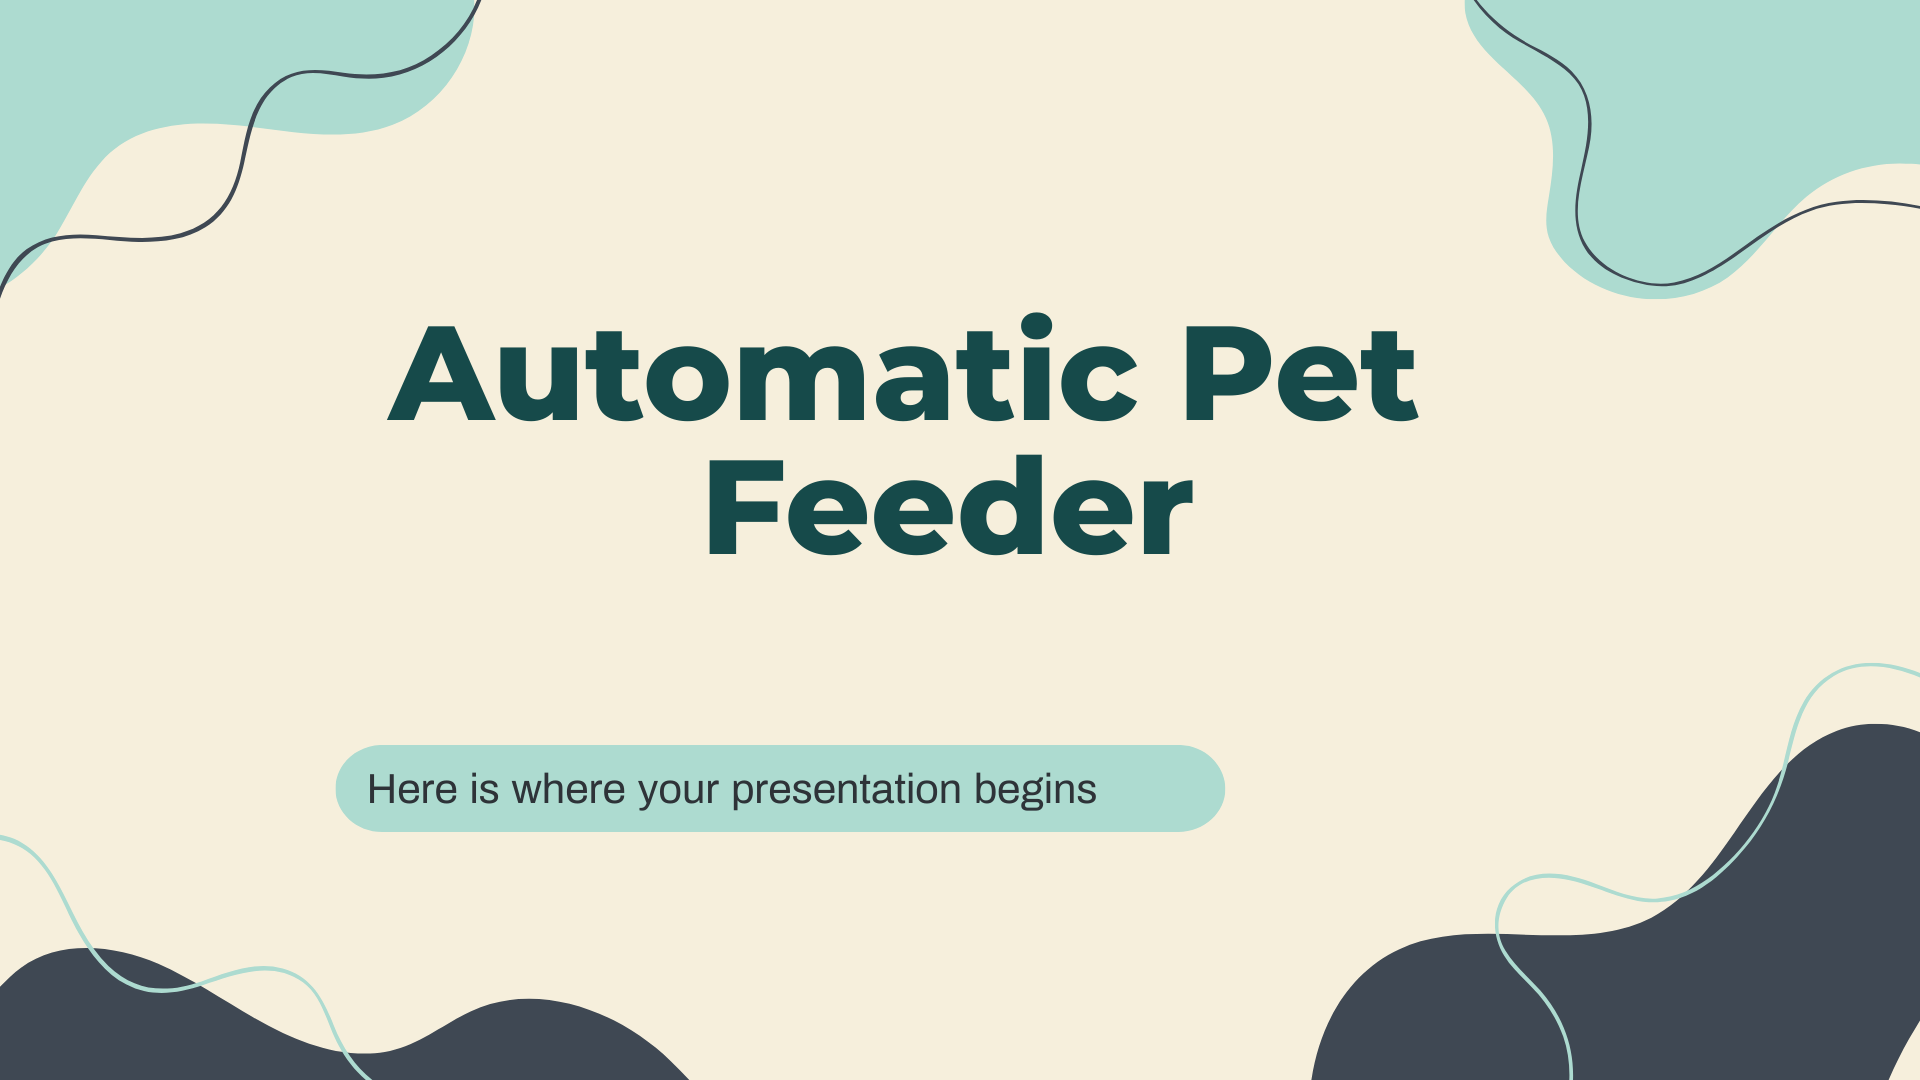 Automatic Pet
Feeder
Here is where your presentation begins